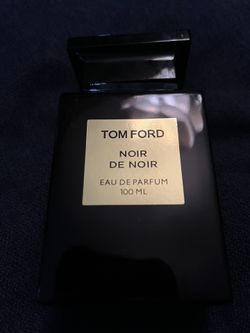 TOM FORD
NOIR
DE NOIR
EAU DE PARFUM
100 ML